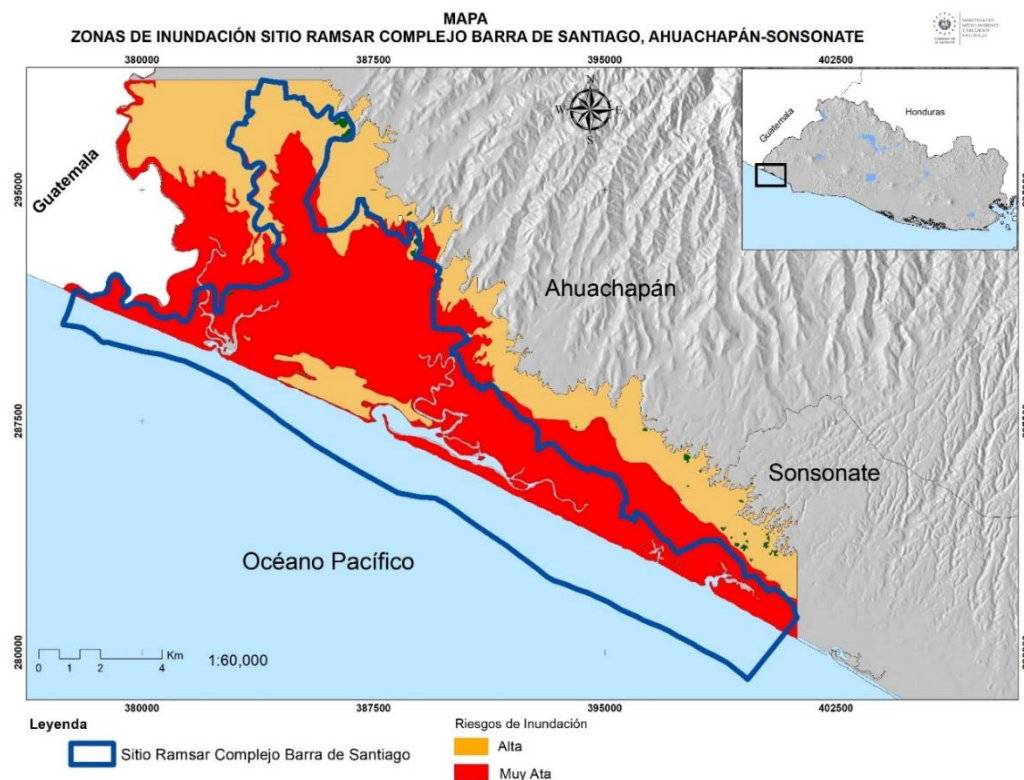 MAPA
ZONAS DE INUNDACIÓN SITIO RAMSAR COMPLEJO BARRA DE SANTIAGO, AHUACHAPÁN-SONSONATE
380000
387500
395000
402500
Guatemala
Honduras
N
W
E
S
295000
Guatemala
Ahuachapán
287500
Sonsonate
Océano Pacífico
280000
0
1
2
4
Km
1:60,000
380000
387500
395000
402500
Leyenda
Sitio Ramsar Complejo Barra de Santiago
Riesgos de Inundación
Alta
Muy Ata